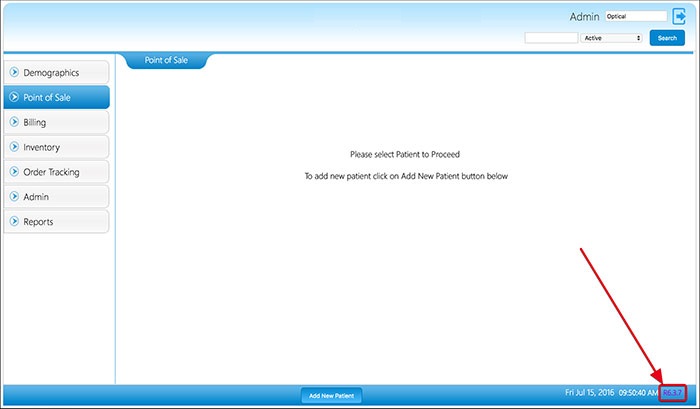 Admin Optical
Active Search
Point of Sale
Demographics
Point of Sale
Billing
Inventory
Order Tracking
Admin
Reports
Please select Patient to Proceed
To add new patient click on Add New Patient button below
Add New Patient
Fri Jul 15, 2016 09:50:40 AM R6.3.7